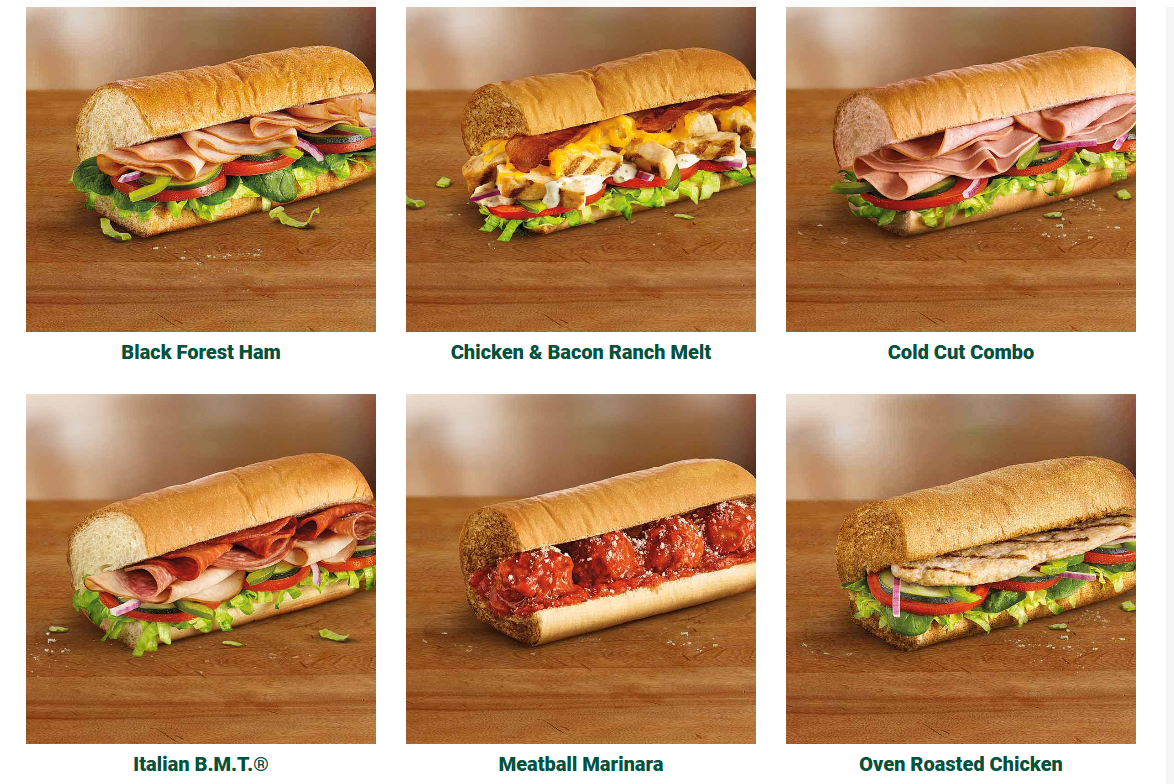 Black Forest Ham
Chicken & Bacon Ranch Melt
Cold Cut Combo
Italian B.M.T.®
Meatball Marinara
Oven Roasted Chicken